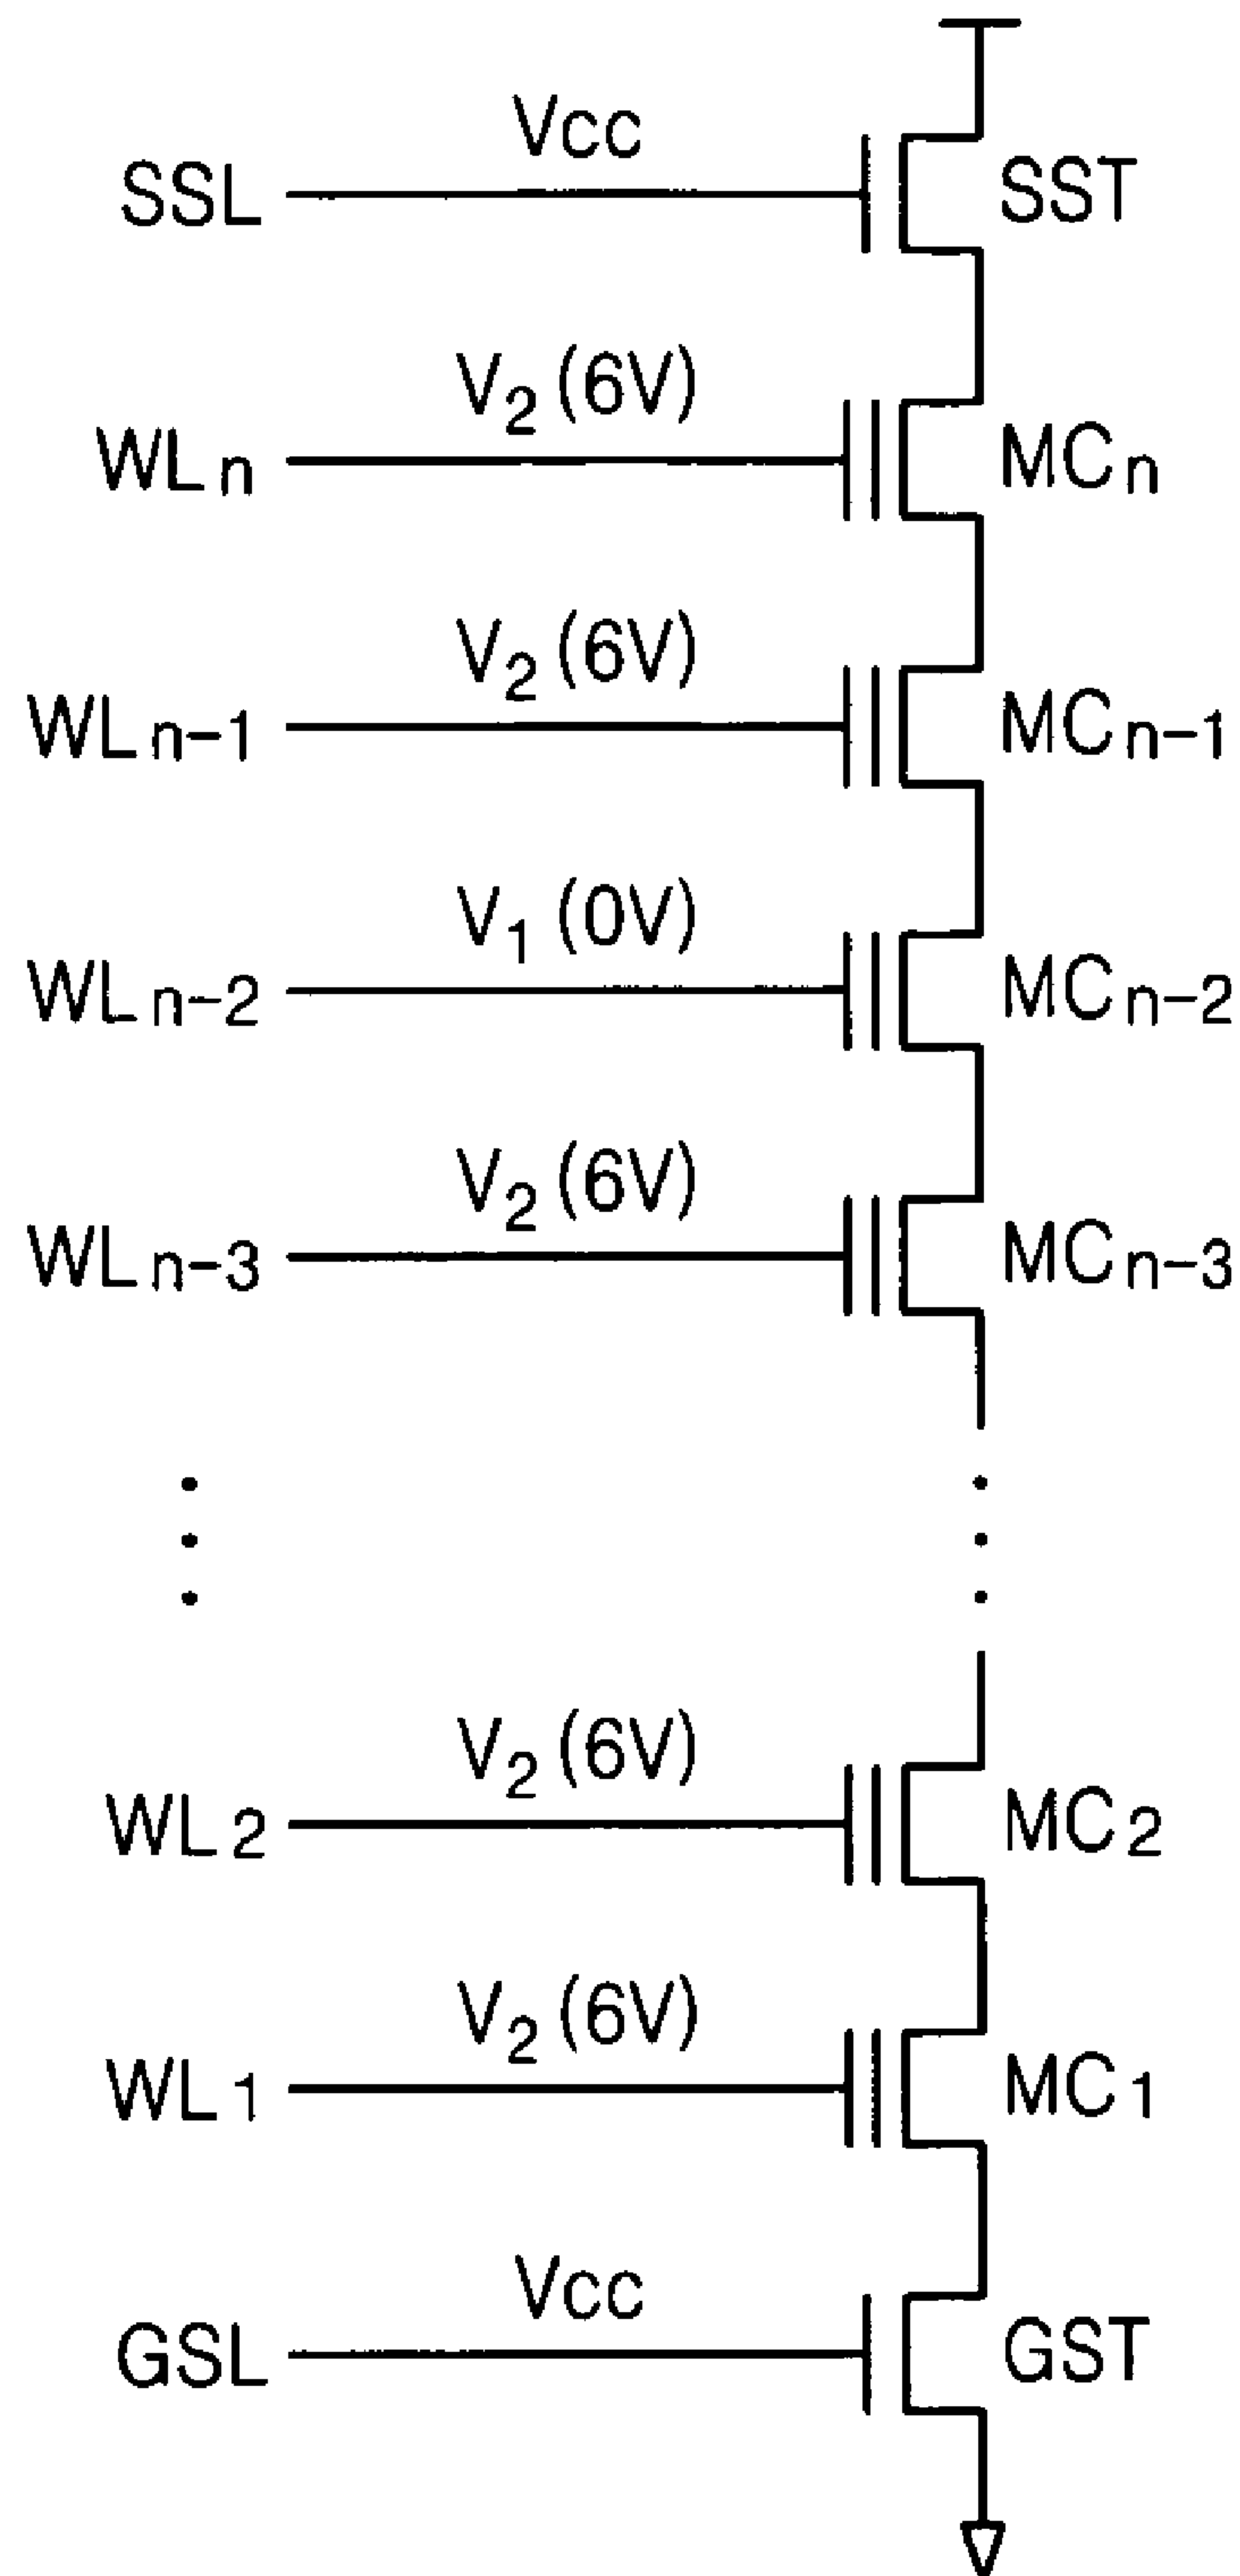 Vcc
SSL SST
V2 (6V)
WLn MCn
V2 (6V)
WLn-1 MCn-1
V1 (0V)
WLn-2 MCn-2
V2 (6V)
WLn-3 MCn-3
V2 (6V)
WL2 MC2
V2 (6V)
WL1 MC1
Vcc
GSL GST